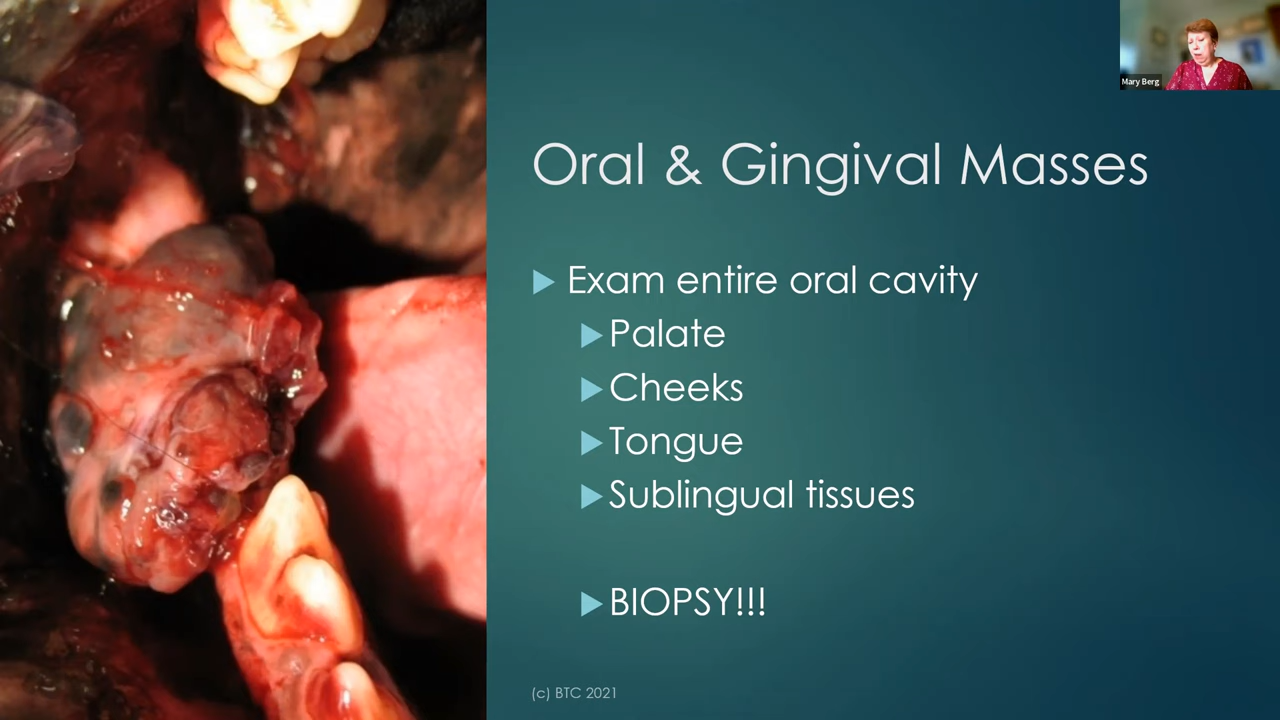 Mary Berg
Oral & Gingival Masses
Exam entire oral cavity
Palate
Cheeks
Tongue
Sublingual tissues
BIOPSY!!!
(c) BTC 2021